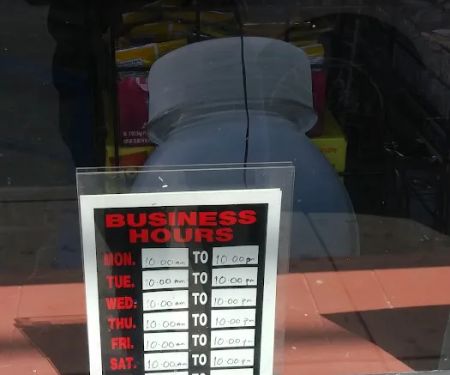 BUSINESS
HOURS
MON. 10:00am TO 10:00pm
TUE. 10:00am TO 10:00pm
WED. 10:00am TO 10:00pm
THU. 10:00am TO 10:00pm
FRI. 10:00am TO 10:00pm
SAT. 10:00am TO 10:00pm
TO